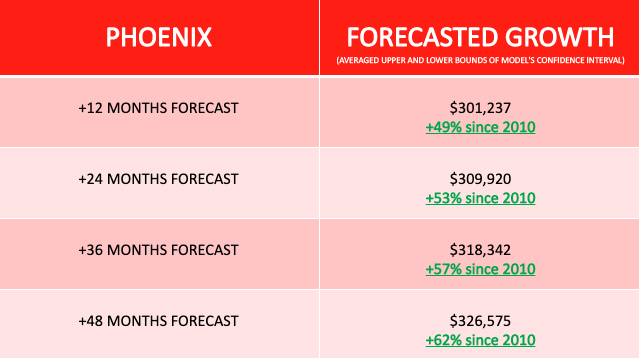 PHOENIX
FORECASTED GROWTH
(AVERAGED UPPER AND LOWER BOUNDS OF MODEL'S CONFIDENCE INTERVAL)
+12 MONTHS FORECAST
$301,237
+49% since 2010
+24 MONTHS FORECAST
$309,920
+53% since 2010
+36 MONTHS FORECAST
$318,342
+57% since 2010
+48 MONTHS FORECAST
$326,575
+62% since 2010